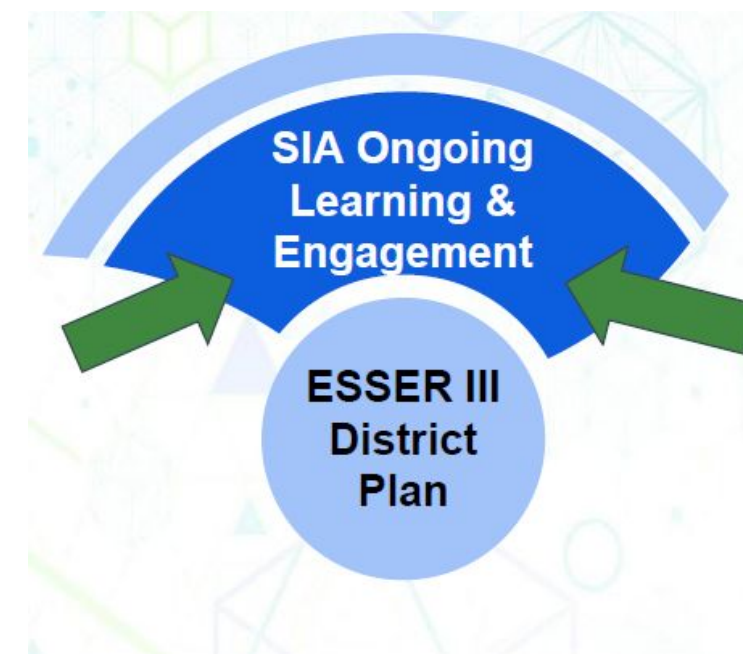 SIA Ongoing
Learning &
Engagement
ESSER III
District
Plan